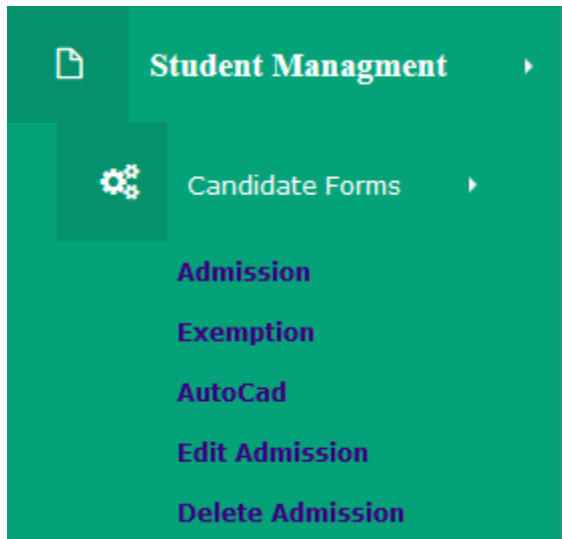 Student Managment
Candidate Forms
Admission
Exemption
AutoCad
Edit Admission
Delete Admission